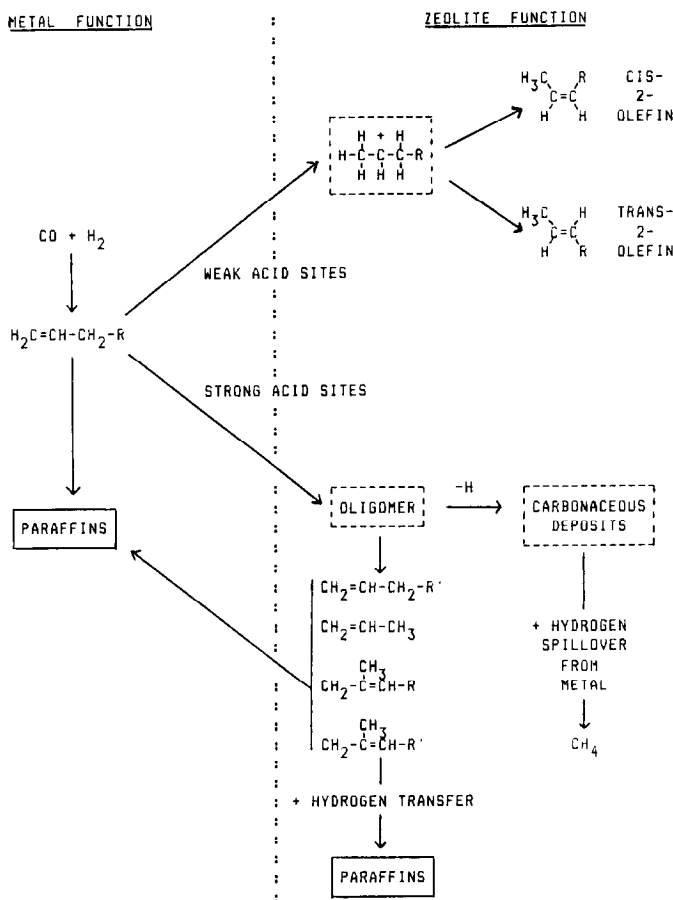 METAL FUNCTION
ZEOLITE FUNCTION
H3C R CIS-
C=C 2-
H H OLEFIN
H + H
H-C-C-C-R
H H H
H3C H TRANS-
C=C 2-
H R OLEFIN
CO + H2
WEAK ACID SITES
H2C=CH-CH2-R
STRONG ACID SITES
-H
OLIGOMER
CARBONACEOUS
DEPOSITS
PARAFFINS
CH2=CH-CH2-R'
CH2=CH-CH3
CH3
CH2-C=CH-R
CH3
CH2-C=CH-R'
+ HYDROGEN
SPILLOVER
FROM
METAL
CH4
+ HYDROGEN TRANSFER
PARAFFINS